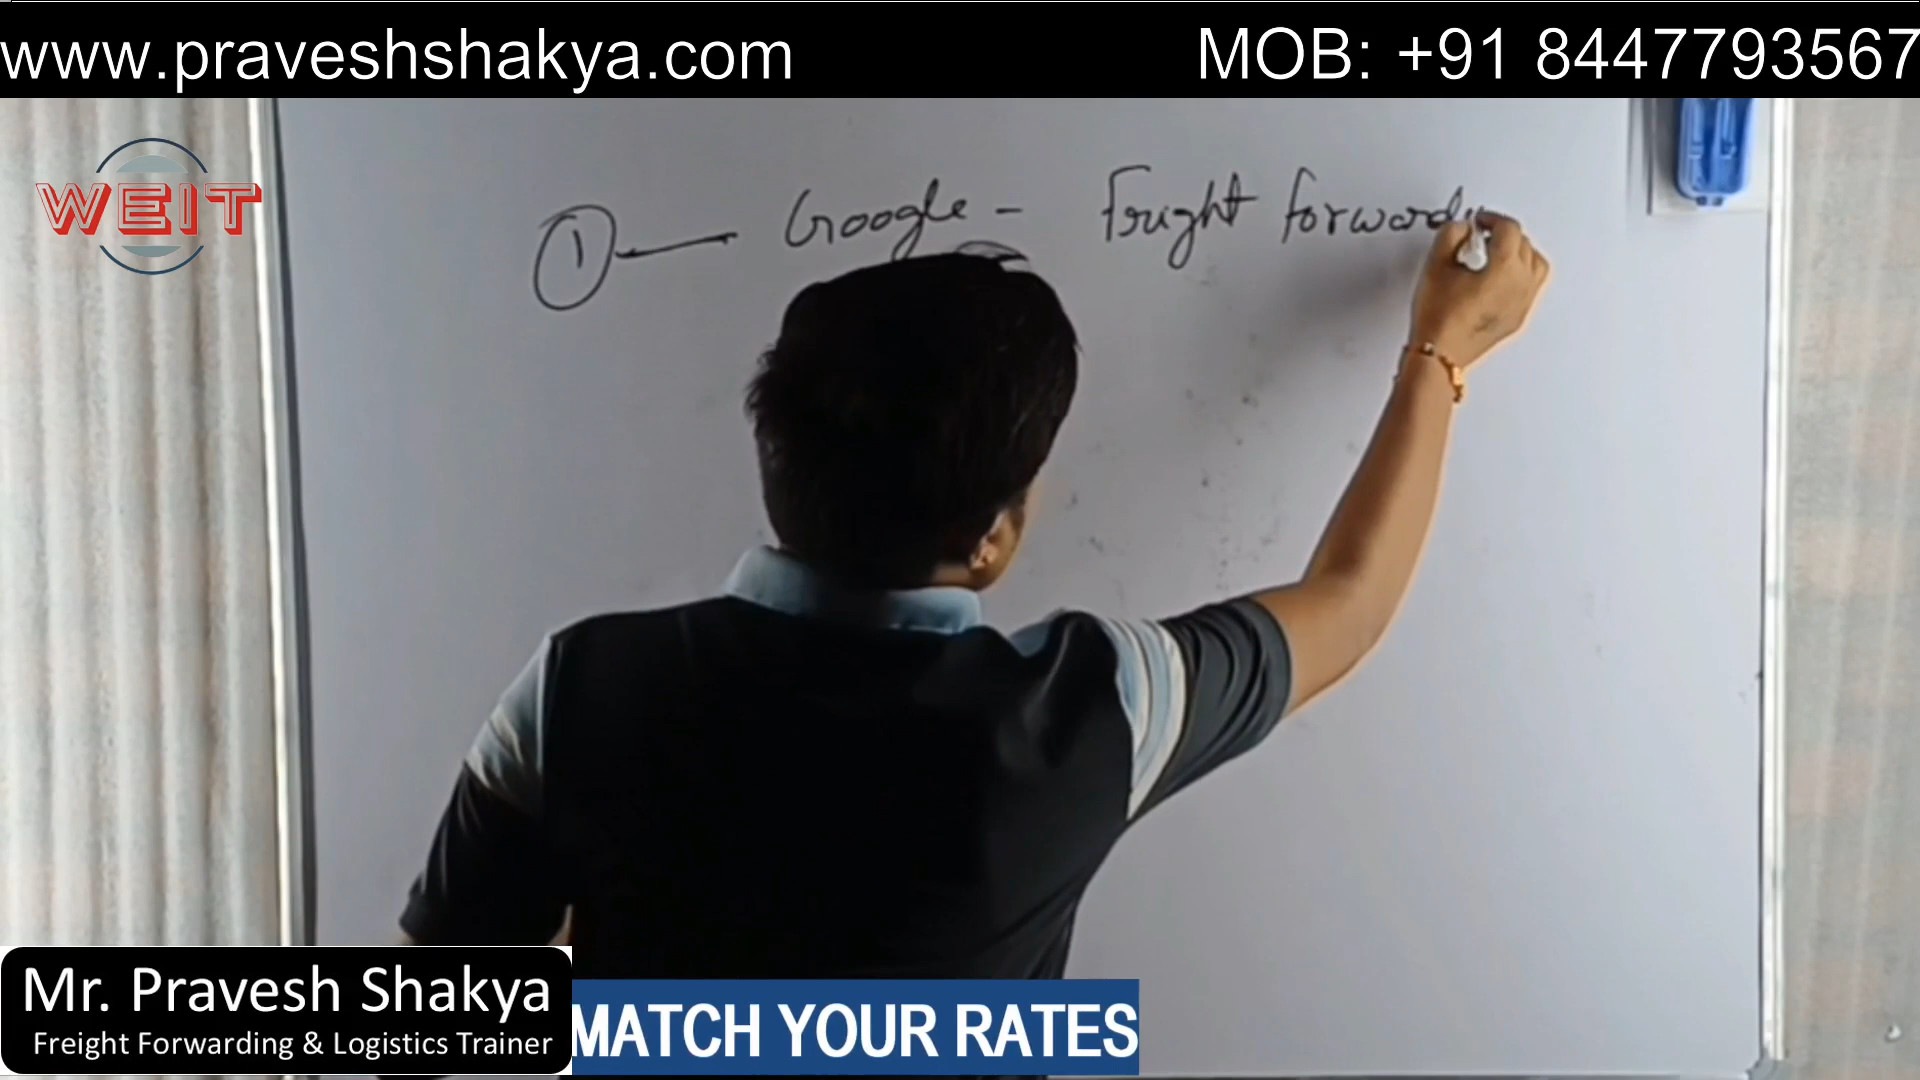 www.praveshshakya.com MOB: +91 8447793567
WEIT
① — Google - Freight Forward
Mr. Pravesh Shakya
Freight Forwarding & Logistics Trainer
MATCH YOUR RATES